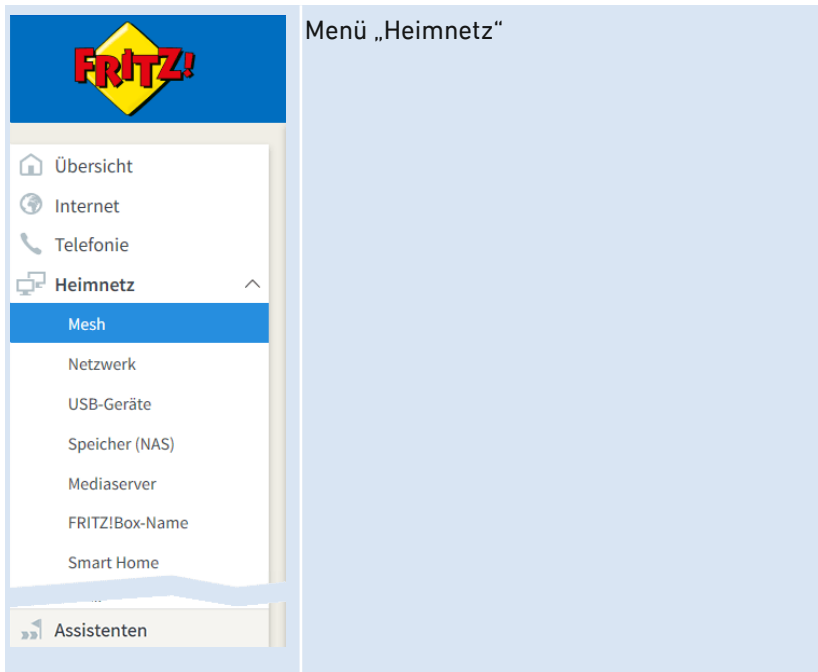 FRITZ!
Menü „Heimnetz“
Übersicht
Internet
Telefonie
Heimnetz
Mesh
Netzwerk
USB-Geräte
Speicher (NAS)
Mediaserver
FRITZ!Box-Name
Smart Home
Assistenten